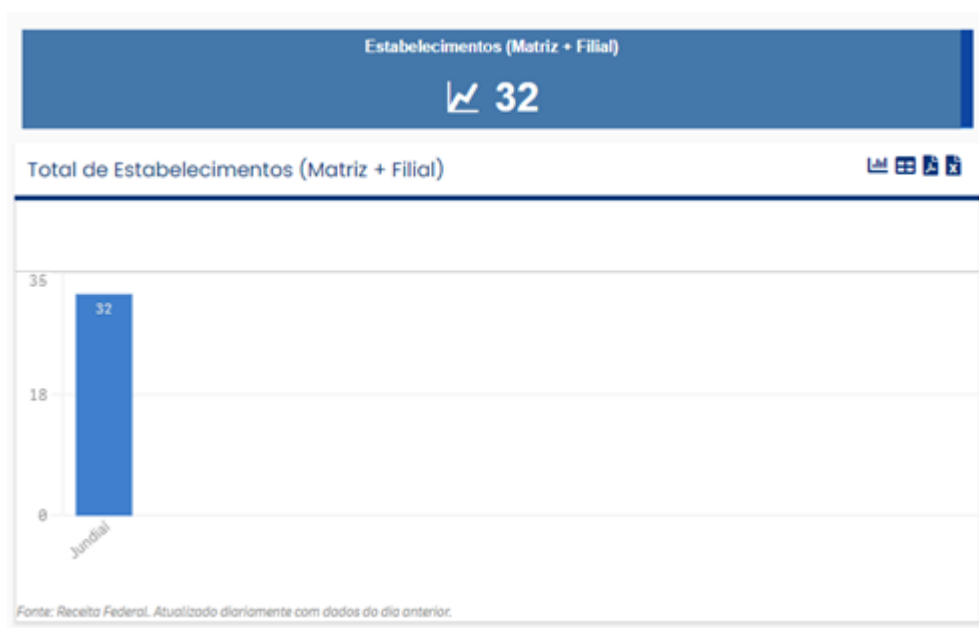 Estabelecimentos (Matriz + Filial)
32
Total de Estabelecimentos (Matriz + Filial)
35
32
18
0
Jundiaí
Fonte: Receita Federal. Atualizado diariamente com dados do dia anterior.